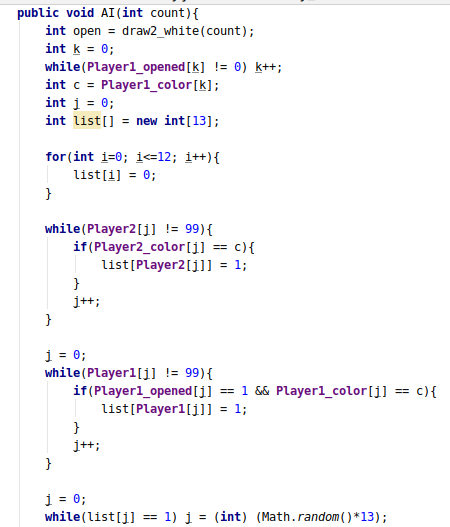 public void AI(int count){
int open = draw2_white(count);
int k = 0;
while(Player1_opened[k] != 0) k++;
int c = Player1_color[k];
int j = 0;
int list[] = new int[13];
for(int i=0; i<=12; i++){
list[i] = 0;
}
while(Player2[j] != 99){
if(Player2_color[j] == c){
list[Player2[j]] = 1;
}
j++;
}
j = 0;
while(Player1[j] != 99){
if(Player1_opened[j] == 1 && Player1_color[j] == c){
list[Player1[j]] = 1;
}
j++;
}
j = 0;
while(list[j] == 1) j = (int) (Math.random()*13);